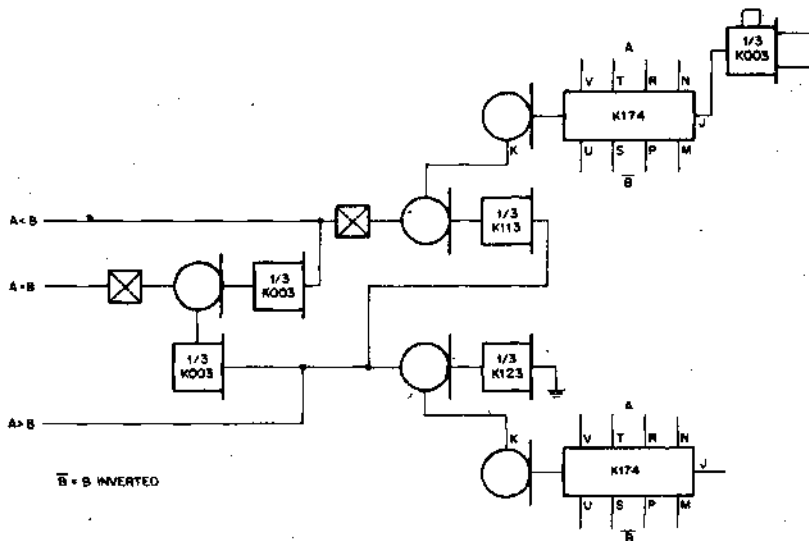 A
1/3
K003
V T R N
K174
J
U S P M
B̅
K
A < B
1/3
K113
A = B
1/3
K003
1/3
K003
1/3
K123
A > B
K
A
V T R N
K174
J
U S P M
B̅
B̅ = B INVERTED